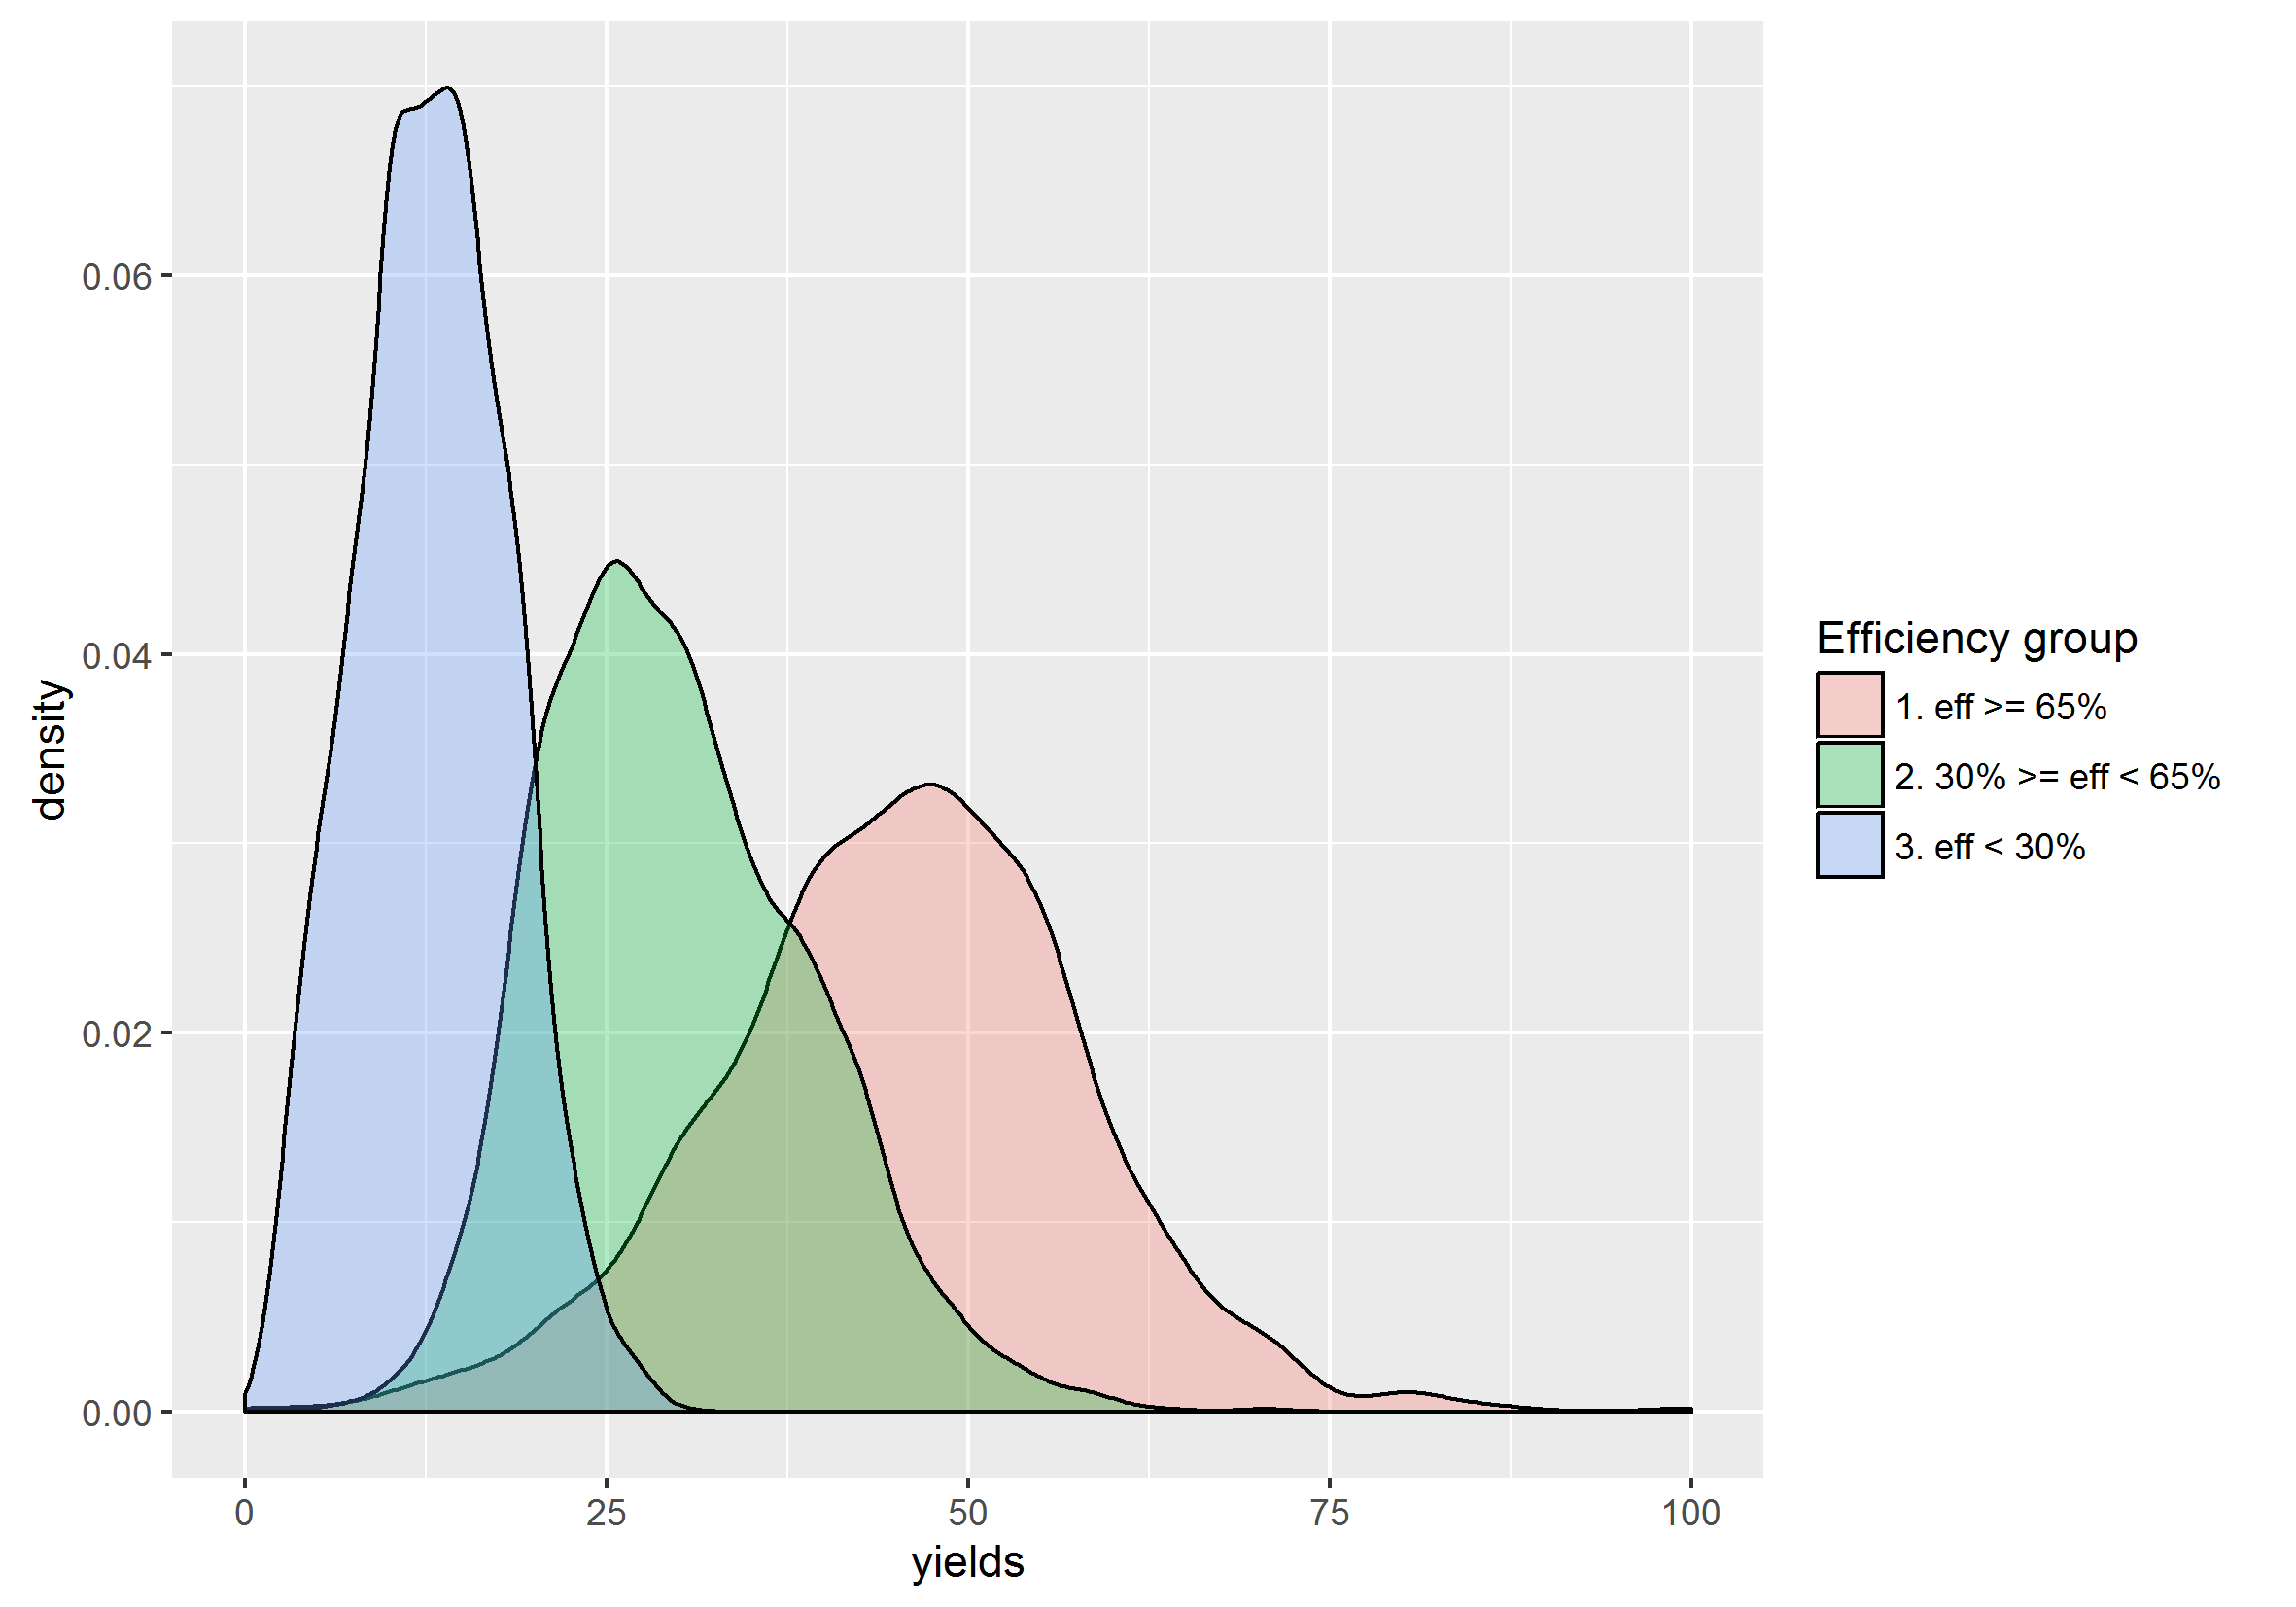 0.06
0.04
0.02
0.00
density
0
25
50
75
100
yields
Efficiency group
1. eff >= 65%
2. 30% >= eff < 65%
3. eff < 30%